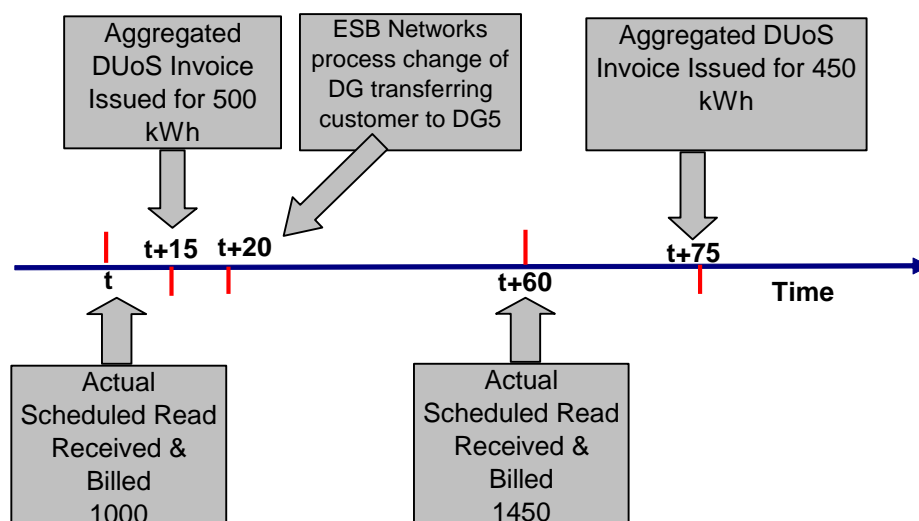 Aggregated
DUoS Invoice
Issued for 500
kWh
ESB Networks
process change of
DG transferring
customer to DG5
Aggregated DUoS
Invoice Issued for 450
kWh
t+15
t+20
t+75
t
t+60
Time
Actual
Scheduled Read
Received &
Billed
1000
Actual
Scheduled Read
Received &
Billed
1450